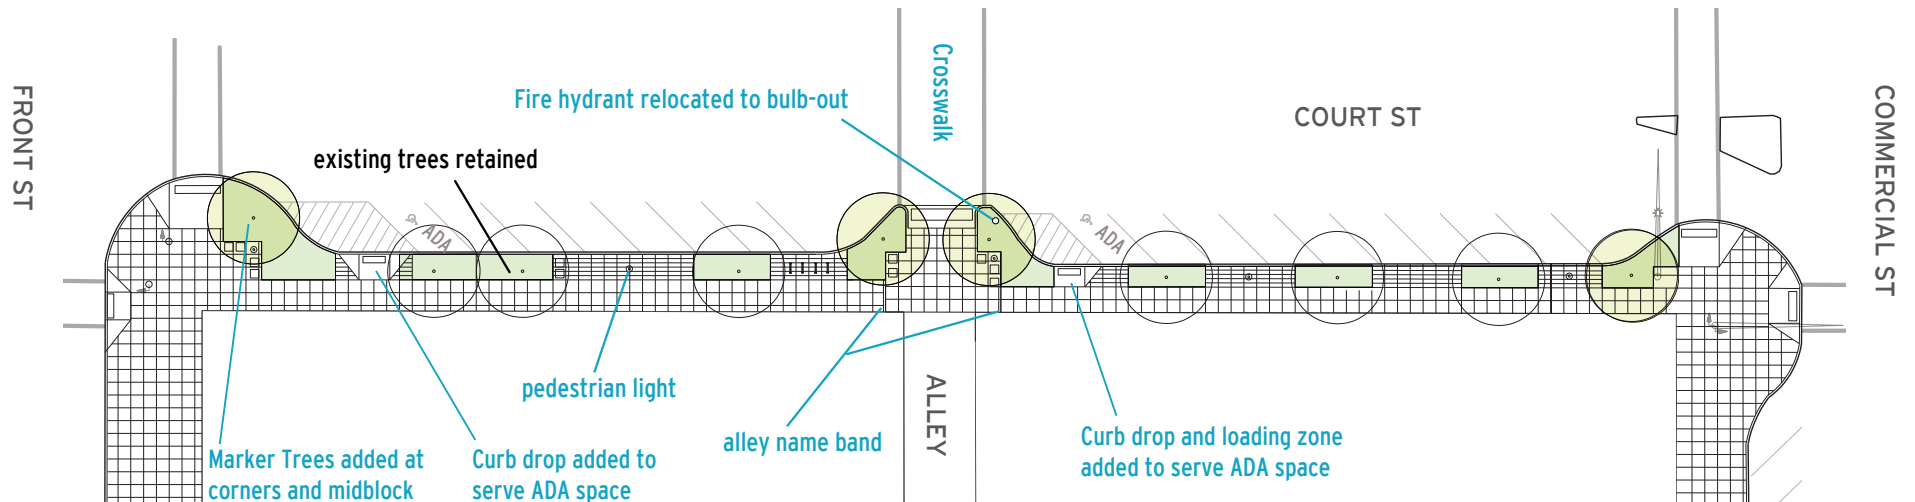 FRONT ST
Crosswalk
Fire hydrant relocated to bulb-out
COURT ST
COMMERCIAL ST
existing trees retained
ADA
ADA
pedestrian light
ALLEY
alley name band
Curb drop and loading zone
added to serve ADA space
Marker Trees added at
corners and midblock
Curb drop added to
serve ADA space